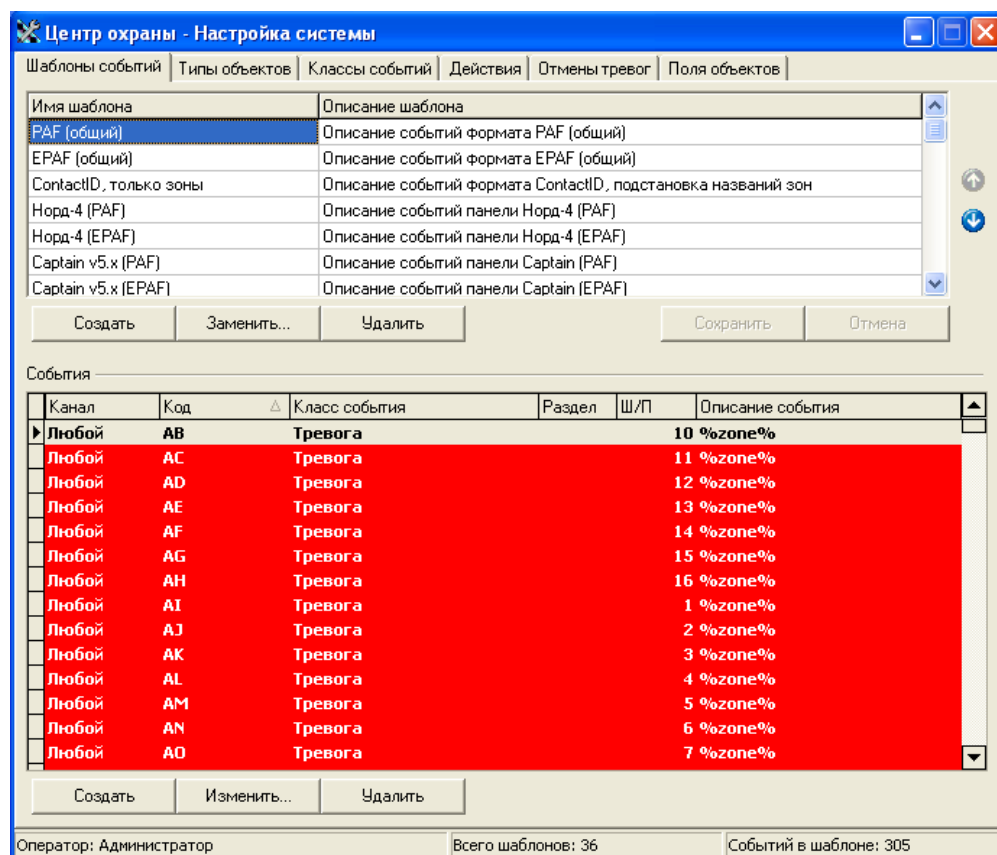 Центр охраны - Настройка системы
Шаблоны событий Типы объектов Классы событий Действия Отмены тревог Поля объектов
Имя шаблона Описание шаблона
PAF (общий) Описание событий формата PAF (общий)
EPAF (общий) Описание событий формата EPAF (общий)
ContactID, только зоны Описание событий формата ContactID, подстановка названий зон
Норд-4 (PAF) Описание событий панели Норд-4 (PAF)
Норд-4 (EPAF) Описание событий панели Норд-4 (EPAF)
Captain v5.x (PAF) Описание событий панели Captain (PAF)
Captain v5.x (EPAF) Описание событий панели Captain (EPAF)
Создать Заменить... Удалить Сохранить Отмена
События
Канал Код Класс события Раздел Ш/П Описание события
Любой AB Тревога 10 %zone%
Любой AC Тревога 11 %zone%
Любой AD Тревога 12 %zone%
Любой AE Тревога 13 %zone%
Любой AF Тревога 14 %zone%
Любой AG Тревога 15 %zone%
Любой AH Тревога 16 %zone%
Любой AI Тревога 1 %zone%
Любой AJ Тревога 2 %zone%
Любой AK Тревога 3 %zone%
Любой AL Тревога 4 %zone%
Любой AM Тревога 5 %zone%
Любой AN Тревога 6 %zone%
Любой AO Тревога 7 %zone%
Создать Изменить... Удалить
Оператор: Администратор Всего шаблонов: 36 Событий в шаблоне: 305